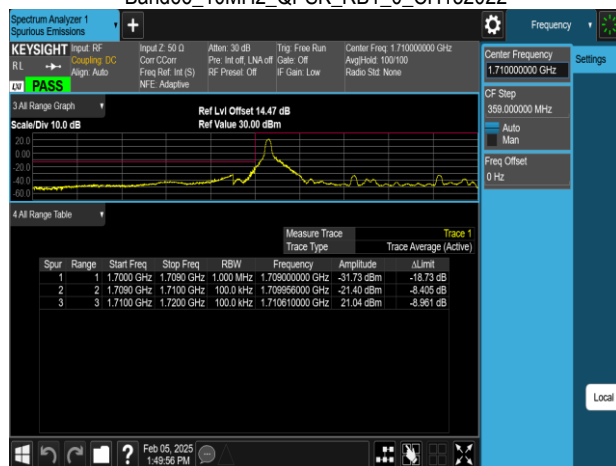 Spectrum Analyzer 1
Spurious Emissions
Frequency
KEYSIGHT
RL
LXI
PASS
Input: RF
Coupling: DC
Align: Auto
Input Z: 50 Ω
Corr CCorr
Freq Ref: Int (S)
NFE: Adaptive
Atten: 30 dB
Pre: Int off, LNA off
RF Preset: Off
Trig: Free Run
Gate: Off
IF Gain: Low
Center Freq: 1.710000000 GHz
Avg|Hold: 100/100
Radio Std: None
Center Frequency
1.710000000 GHz
Settings
CF Step
359.000000 MHz
Auto
Man
Freq Offset
0 Hz
3 All Range Graph
Scale/Div 10.0 dB
Ref Lvl Offset 14.47 dB
Ref Value 30.00 dBm
20.0
0.00
-20.0
-40.0
-60.0
4 All Range Table
Measure Trace Trace 1
Trace Type Trace Average (Active)
Spur Range Start Freq Stop Freq RBW Frequency Amplitude ΔLimit
1 1 1.7000 GHz 1.7090 GHz 1.000 MHz 1.709000000 GHz -31.73 dBm -18.73 dB
2 2 1.7090 GHz 1.7100 GHz 100.0 kHz 1.709956000 GHz -21.40 dBm -8.405 dB
3 3 1.7100 GHz 1.7200 GHz 100.0 kHz 1.710610000 GHz 21.04 dBm -8.961 dB
Local
?
Feb 05, 2025
1:49:56 PM